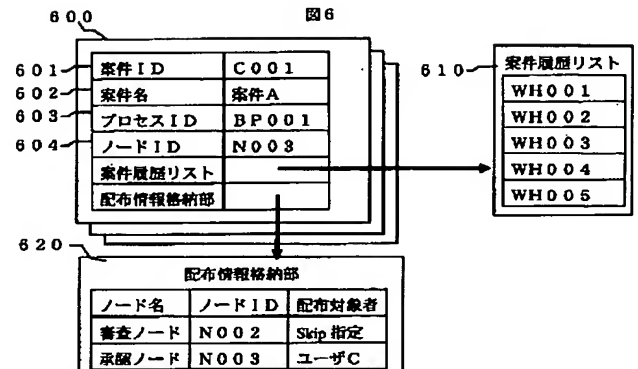 図6
600
601 案件ID C001
602 案件名 案件A
603 プロセスID BP001
604 ノードID N003
案件履歴リスト
配布情報格納部
610 案件履歴リスト
WH001
WH002
WH003
WH004
WH005
620
配布情報格納部
ノード名 ノードID 配布対象者
審査ノード N002 Skip 指定
承認ノード N003 ユーザC